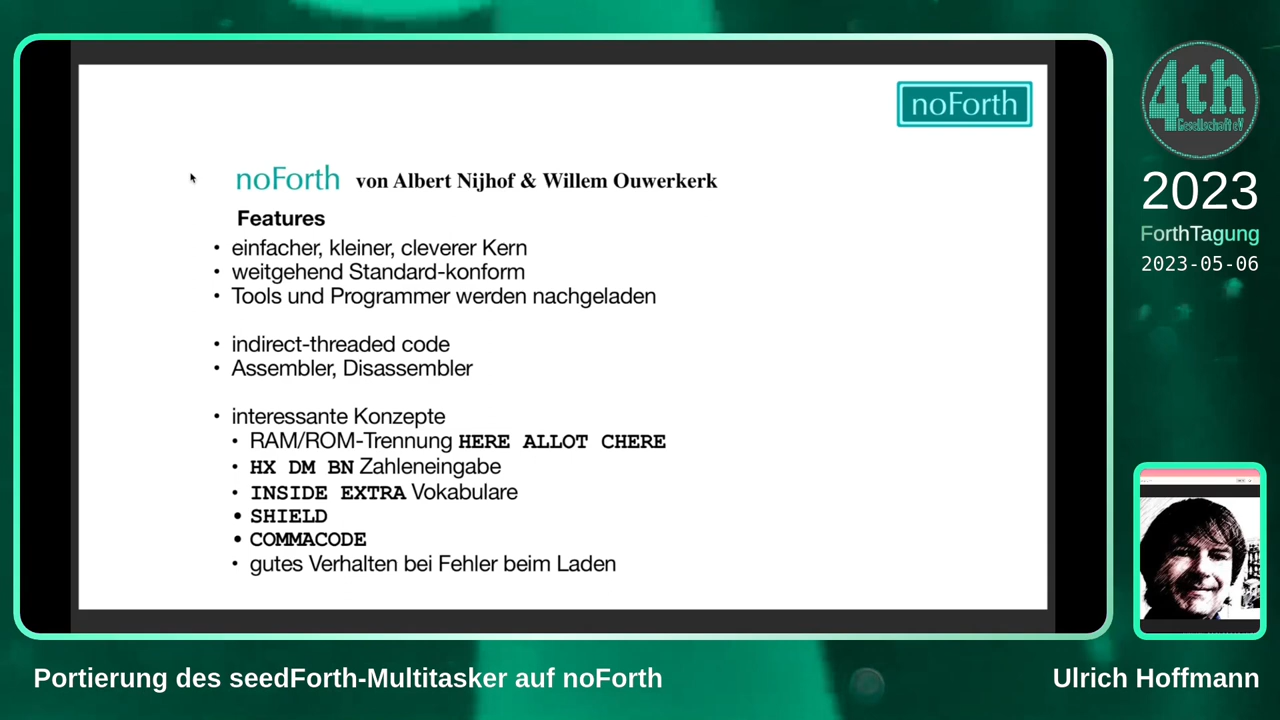 noForth
noForth von Albert Nijhof & Willem Ouwerkerk
Features
• einfacher, kleiner, cleverer Kern
• weitgehend Standard-konform
• Tools und Programmer werden nachgeladen
• indirect-threaded code
• Assembler, Disassembler
• interessante Konzepte
• RAM/ROM-Trennung HERE ALLOT CHERE
• HX DM BN Zahleneingabe
• INSIDE EXTRA Vokabulare
• SHIELD
• COMMACODE
• gutes Verhalten bei Fehler beim Laden
4th
Gesellschaft eV
2023
ForthTagung
2023-05-06
Portierung des seedForth-Multitasker auf noForth
Ulrich Hoffmann